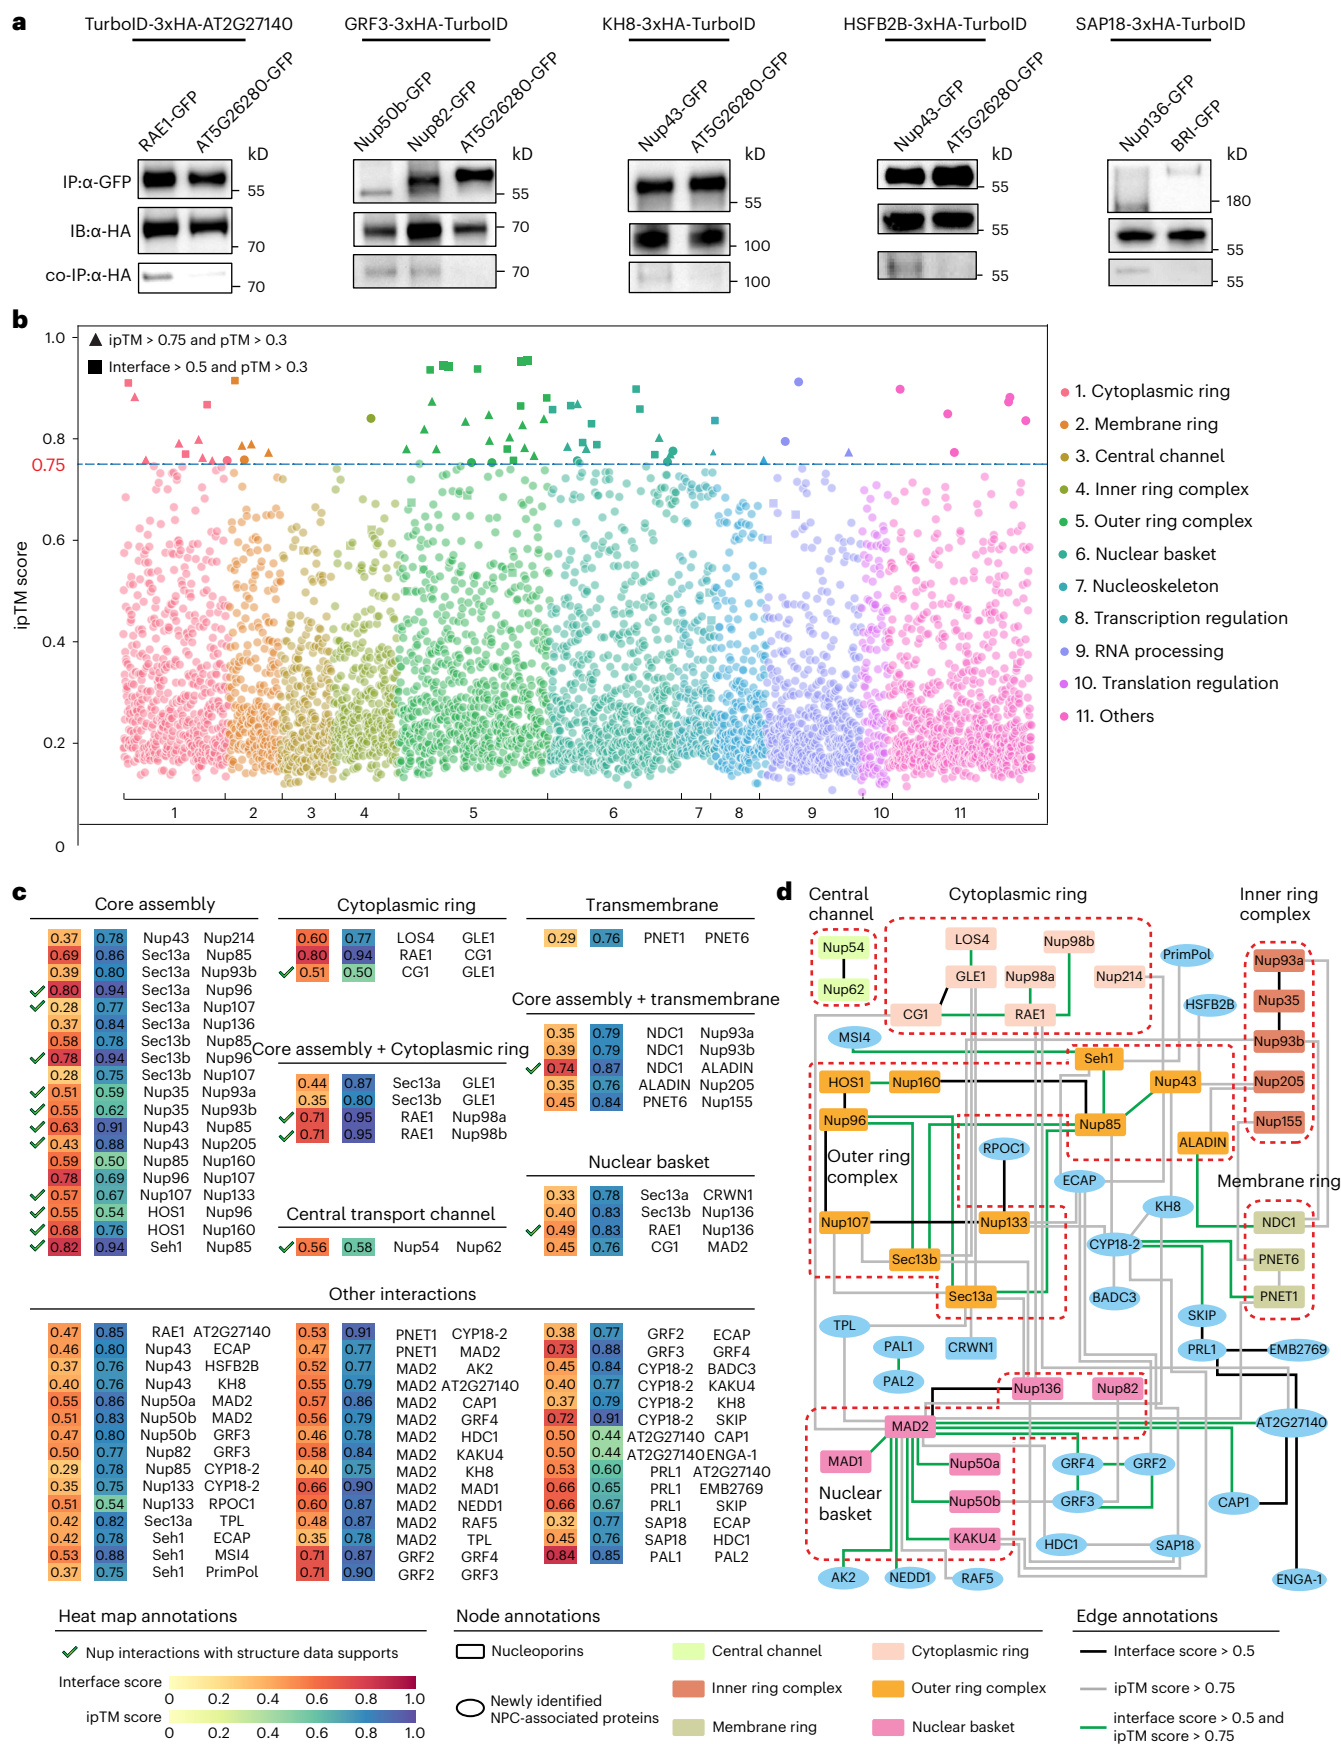 a
TurboID-3xHA-AT2G27140
GRF3-3xHA-TurboID
KH8-3xHA-TurboID
HSFB2B-3xHA-TurboID
SAP18-3xHA-TurboID
RAE1-GFP
AT5G26280-GFP
Nup50b-GFP
Nup82-GFP
AT5G26280-GFP
Nup43-GFP
AT5G26280-GFP
Nup43-GFP
AT5G26280-GFP
Nup136-GFP
BRI-GFP
kD kD kD kD kD
IP:α-GFP 55 55 55 55 180
IB:α-HA 70 70 100 55 55
co-IP:α-HA 70 70 100 55 55
b
ipTM > 0.75 and pTM > 0.3
Interface > 0.5 and pTM > 0.3
1.0
0.8
0.75
0.6
0.4
0.2
0
ipTM score
1 2 3 4 5 6 7 8 9 10 11
1. Cytoplasmic ring
2. Membrane ring
3. Central channel
4. Inner ring complex
5. Outer ring complex
6. Nuclear basket
7. Nucleoskeleton
8. Transcription regulation
9. RNA processing
10. Translation regulation
11. Others
c
Core assembly
0.37 0.78 Nup43 Nup214
0.69 0.86 Sec13a Nup85
0.39 0.80 Sec13a Nup93b
0.80 0.94 Sec13a Nup96
0.28 0.77 Sec13a Nup107
0.37 0.84 Sec13a Nup136
0.58 0.78 Sec13b Nup85
0.78 0.94 Sec13b Nup96
0.28 0.75 Sec13b Nup107
0.51 0.59 Nup35 Nup93a
0.55 0.62 Nup35 Nup93b
0.63 0.91 Nup43 Nup85
0.43 0.88 Nup43 Nup205
0.59 0.50 Nup85 Nup160
0.78 0.69 Nup96 Nup107
0.57 0.67 Nup107 Nup133
0.55 0.54 HOS1 Nup96
0.68 0.76 HOS1 Nup160
0.82 0.94 Seh1 Nup85
Cytoplasmic ring
0.60 0.77 LOS4 GLE1
0.80 0.94 RAE1 CG1
0.51 0.50 CG1 GLE1
Core assembly + Cytoplasmic ring
0.44 0.87 Sec13a GLE1
0.35 0.80 Sec13b GLE1
0.71 0.95 RAE1 Nup98a
0.71 0.95 RAE1 Nup98b
Central transport channel
0.56 0.58 Nup54 Nup62
Transmembrane
0.29 0.76 PNET1 PNET6
Core assembly + transmembrane
0.35 0.79 NDC1 Nup93a
0.39 0.79 NDC1 Nup93b
0.74 0.87 NDC1 ALADIN
0.35 0.76 ALADIN Nup205
0.45 0.84 PNET6 Nup155
Nuclear basket
0.33 0.78 Sec13a CRWN1
0.40 0.83 Sec13b Nup136
0.49 0.83 RAE1 Nup136
0.45 0.76 CG1 MAD2
Other interactions
0.47 0.85 RAE1 AT2G27140
0.46 0.80 Nup43 ECAP
0.37 0.76 Nup43 HSFB2B
0.40 0.76 Nup43 KH8
0.55 0.86 Nup50a MAD2
0.51 0.83 Nup50b MAD2
0.47 0.80 Nup50b GRF3
0.50 0.77 Nup82 GRF3
0.29 0.78 Nup85 CYP18-2
0.35 0.75 Nup133 CYP18-2
0.51 0.54 Nup133 RPOC1
0.42 0.82 Sec13a TPL
0.42 0.78 Seh1 ECAP
0.53 0.88 Seh1 MSI4
0.37 0.75 Seh1 PrimPol
0.53 0.91 PNET1 CYP18-2
0.47 0.77 PNET1 MAD2
0.52 0.77 MAD2 AK2
0.55 0.79 MAD2 AT2G27140
0.57 0.86 MAD2 CAP1
0.56 0.79 MAD2 GRF4
0.46 0.78 MAD2 HDC1
0.58 0.84 MAD2 KAKU4
0.40 0.75 MAD2 KH8
0.66 0.90 MAD2 MAD1
0.60 0.87 MAD2 NEDD1
0.48 0.87 MAD2 RAF5
0.35 0.78 MAD2 TPL
0.71 0.87 GRF2 GRF4
0.71 0.90 GRF2 GRF3
0.38 0.77 GRF2 ECAP
0.73 0.88 GRF3 GRF4
0.45 0.84 CYP18-2 BADC3
0.40 0.77 CYP18-2 KAKU4
0.37 0.79 CYP18-2 KH8
0.72 0.91 CYP18-2 SKIP
0.50 0.44 AT2G27140 CAP1
0.50 0.44 AT2G27140 ENGA-1
0.53 0.60 PRL1 AT2G27140
0.66 0.65 PRL1 EMB2769
0.66 0.67 PRL1 SKIP
0.32 0.77 SAP18 ECAP
0.45 0.76 SAP18 HDC1
0.84 0.85 PAL1 PAL2
d
Central channel
Cytoplasmic ring
Inner ring complex
Nup54
Nup62
LOS4
Nup98b
GLE1
Nup98a
Nup214
CG1
RAE1
PrimPol
HSFB2B
Nup93a
Nup35
Nup93b
Nup205
Nup155
MSI4
Seh1
HOS1
Nup160
Nup43
Nup96
Nup85
ALADIN
Outer ring complex
RPOC1
ECAP
Membrane ring
KH8
Nup107
Nup133
NDC1
CYP18-2
Sec13b
PNET6
Sec13a
BADC3
PNET1
SKIP
TPL
PAL1
CRWN1
PRL1
EMB2769
PAL2
Nup136
Nup82
MAD2
AT2G27140
MAD1
Nup50a
GRF4
GRF2
Nuclear basket
Nup50b
GRF3
CAP1
KAKU4
HDC1
SAP18
AK2
NEDD1
RAF5
ENGA-1
Heat map annotations
Nup interactions with structure data supports
Interface score
0 0.2 0.4 0.6 0.8 1.0
ipTM score
0 0.2 0.4 0.6 0.8 1.0
Node annotations
Nucleoporins
Newly identified
NPC-associated proteins
Central channel
Inner ring complex
Membrane ring
Cytoplasmic ring
Outer ring complex
Nuclear basket
Edge annotations
Interface score > 0.5
ipTM score > 0.75
interface score > 0.5 and
ipTM score > 0.75